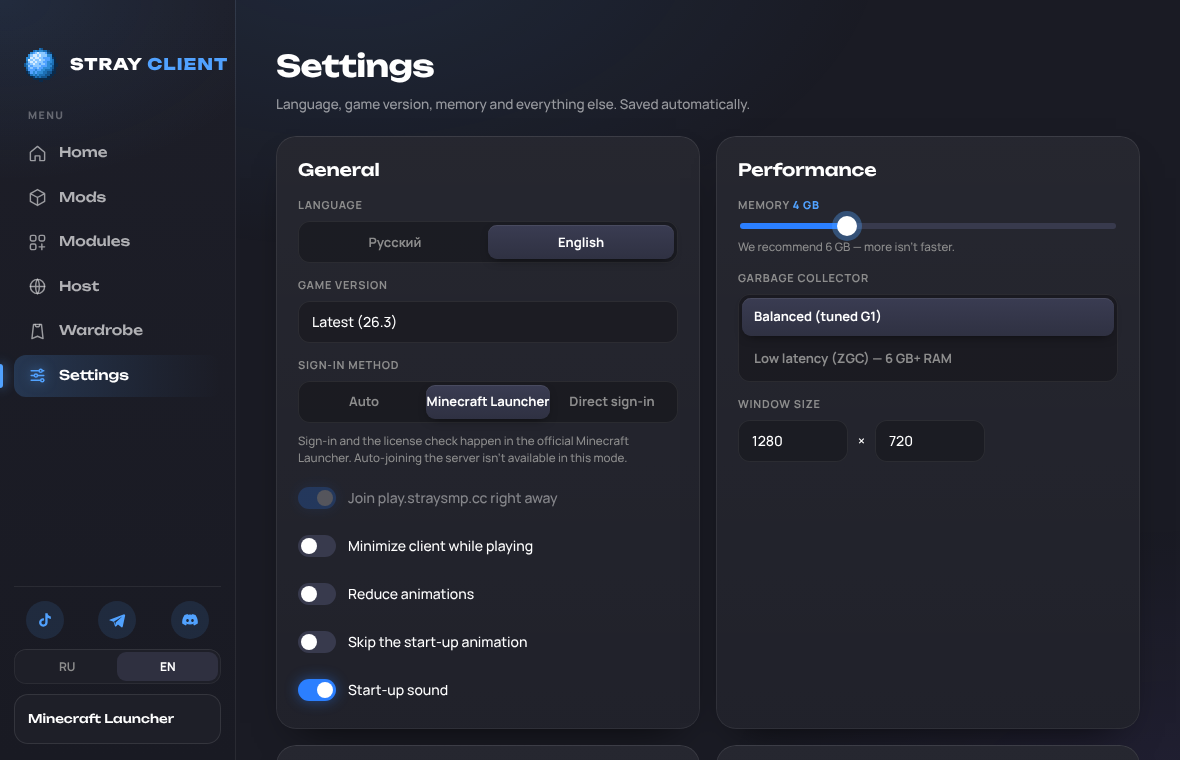 STRAY CLIENT
MENU
Home
Mods
Modules
Host
Wardrobe
Settings
RU EN
Minecraft Launcher
Settings
Language, game version, memory and everything else. Saved automatically.
General
LANGUAGE
Русский English
GAME VERSION
Latest (26.3)
SIGN-IN METHOD
Auto Minecraft Launcher Direct sign-in
Sign-in and the license check happen in the official Minecraft
Launcher. Auto-joining the server isn't available in this mode.
Join play.straysmp.cc right away
Minimize client while playing
Reduce animations
Skip the start-up animation
Start-up sound
Performance
MEMORY 4 GB
We recommend 6 GB — more isn't faster.
GARBAGE COLLECTOR
Balanced (tuned G1)
Low latency (ZGC) — 6 GB+ RAM
WINDOW SIZE
1280 × 720